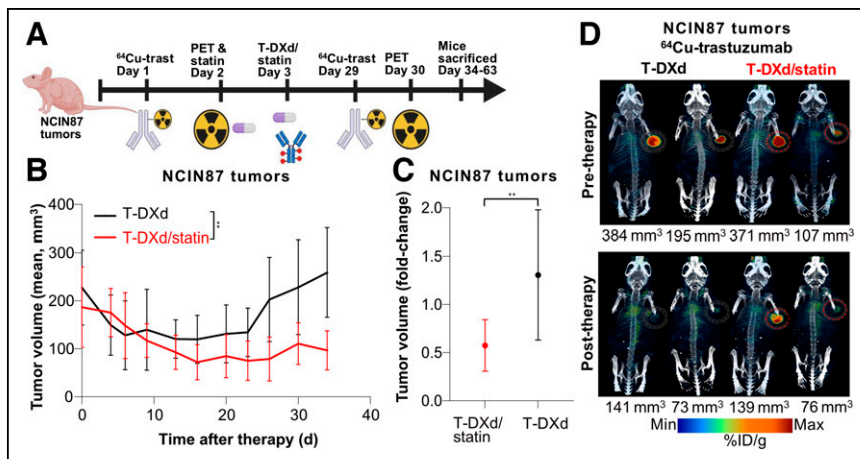 A
64Cu-trast
Day 1
PET &
statin
Day 2
T-DXd/
statin
Day 3
64Cu-trast
Day 29
PET
Day 30
Mice
sacrificed
Day 34-63
NCIN87
tumors
B
NCIN87 tumors
Tumor volume (mean, mm3)
400
300
200
100
0
T-DXd
T-DXd/statin
**
0
10
20
30
40
Time after therapy (d)
C
NCIN87 tumors
Tumor volume (fold-change)
2.0
1.5
1.0
0.5
0.0
**
T-DXd/
statin
T-DXd
D
NCIN87 tumors
64Cu-trastuzumab
T-DXd
T-DXd/statin
Pre-therapy
384 mm3
195 mm3
371 mm3
107 mm3
Post-therapy
141 mm3
73 mm3
139 mm3
76 mm3
Min
Max
%ID/g